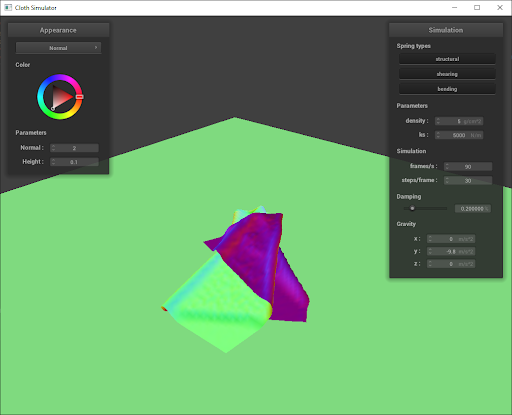 Cloth Simulator
Appearance
Normal
Color
Parameters
Normal : 2
Height : 0.1
Simulation
Spring types
structural
shearing
bending
Parameters
density : 5 g/cm^2
ks : 5000 N/m
Simulation
frames/s : 90
steps/frame : 30
Damping
0.200000 %
Gravity
x : 0 m/s^2
y : -9.8 m/s^2
z : 0 m/s^2